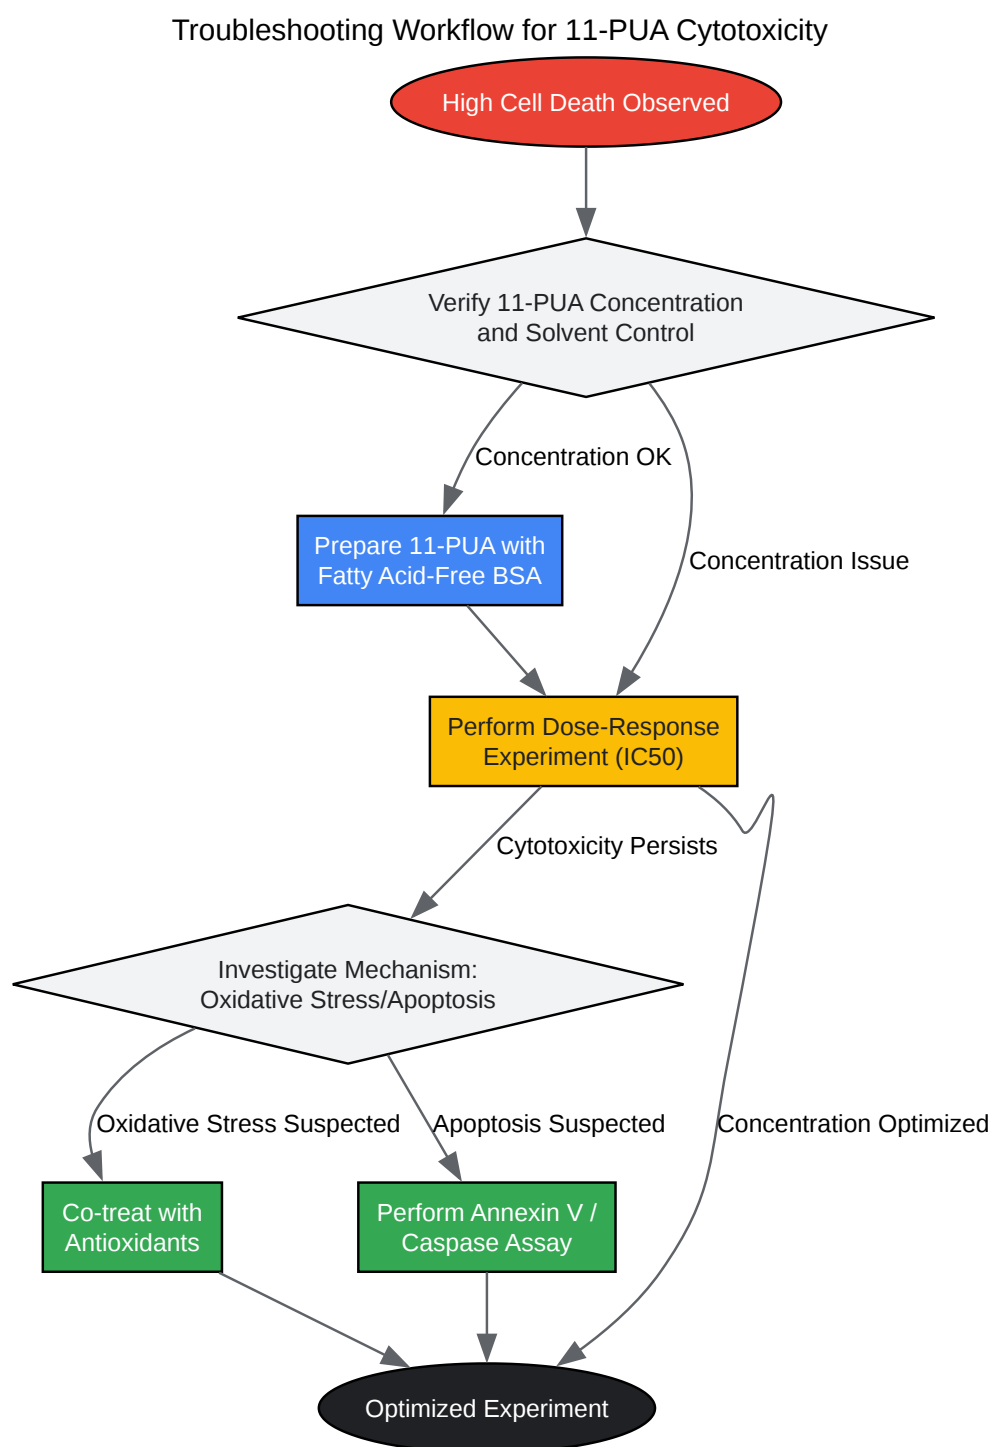 Troubleshooting Workflow for 11-PUA Cytotoxicity
High Cell Death Observed
Verify 11-PUA Concentration
and Solvent Control
Concentration OK
Prepare 11-PUA with
Fatty Acid-Free BSA
Concentration Issue
Perform Dose-Response
Experiment (IC50)
Cytotoxicity Persists
Investigate Mechanism:
Oxidative Stress/Apoptosis
Oxidative Stress Suspected
Apoptosis Suspected
Concentration Optimized
Co-treat with
Antioxidants
Perform Annexin V /
Caspase Assay
Optimized Experiment